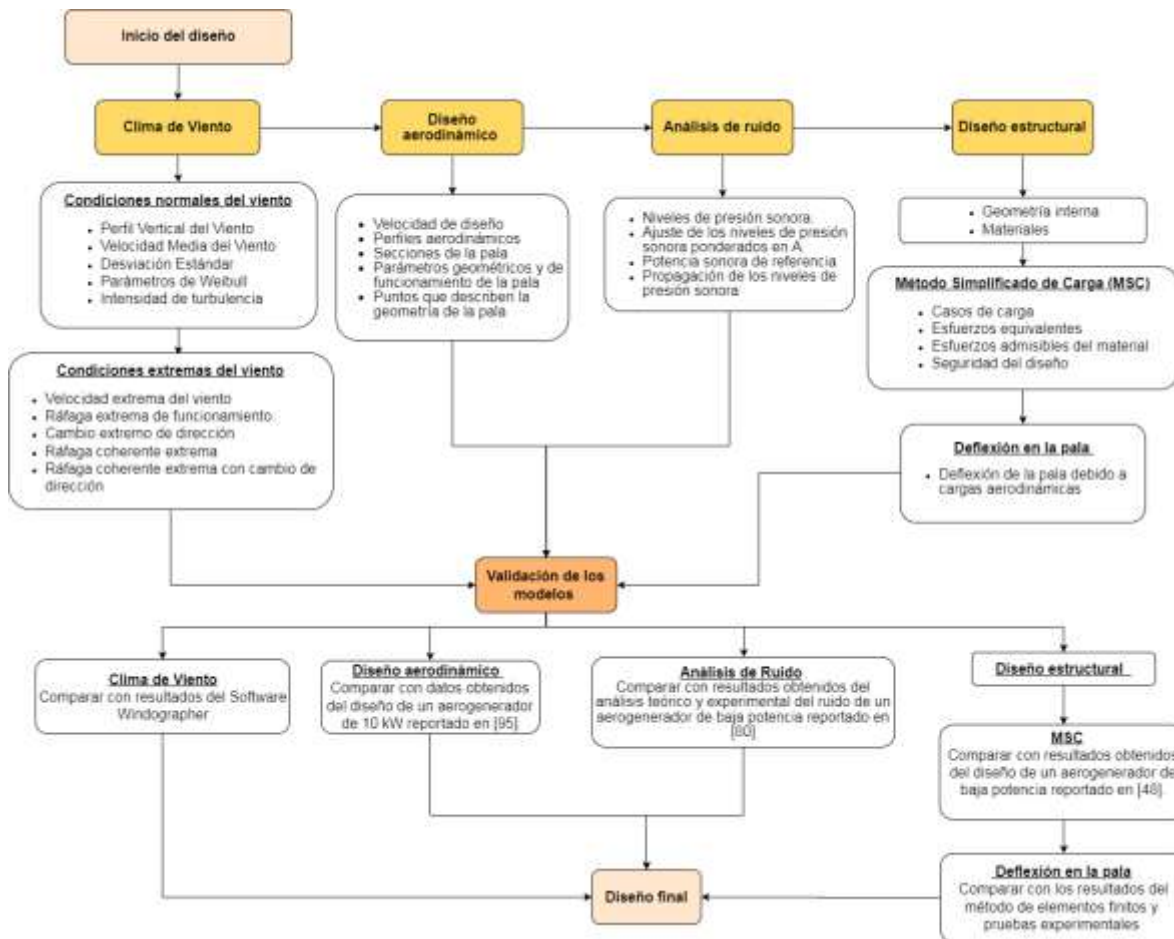 Inicio del diseño
Clima de Viento
Diseño
aerodinámico
Análisis de ruido
Diseño estructural
Condiciones normales del viento
• Perfil Vertical del Viento
• Velocidad Media del Viento
• Desviación Estándar
• Parámetros de Weibull
• Intensidad de turbulencia
• Velocidad de diseño
• Perfiles aerodinámicos
• Secciones de la pala
• Parámetros geométricos y de
funcionamiento de la pala
• Puntos que describen la
geometría de la pala
• Niveles de presión sonora.
• Ajuste de los niveles de presión
sonora ponderados en A
• Potencia sonora de referencia
• Propagación de los niveles de
presión sonora
• Geometría interna
• Materiales
Método Simplificado de Carga (MSC)
• Casos de carga
• Esfuerzos equivalentes
• Esfuerzos admisibles del material
• Seguridad del diseño
Condiciones extremas del viento
• Velocidad extrema del viento
• Ráfaga extrema de funcionamiento
• Cambio extremo de dirección
• Ráfaga coherente extrema
• Ráfaga coherente extrema con cambio de
dirección
Deflexión en la pala
• Deflexión de la pala debido a
cargas aerodinámicas
Validación de los
modelos
Clima de Viento
Comparar con resultados del Software
Windographer
Diseño aerodinámico
Comparar con datos obtenidos
del diseño de un aerogenerador
de 10 kW reportado en [95]
Análisis de Ruido
Comparar con resultados obtenidos del
análisis teórico y experimental del ruido de un
aerogenerador de baja potencia reportado en
[80]
Diseño estructural
MSC
Comparar con resultados obtenidos
del diseño de un aerogenerador de
baja potencia reportado en [48]
Deflexión en la pala
Comparar con los resultados del
método de elementos finitos y
pruebas experimentales
Diseño final